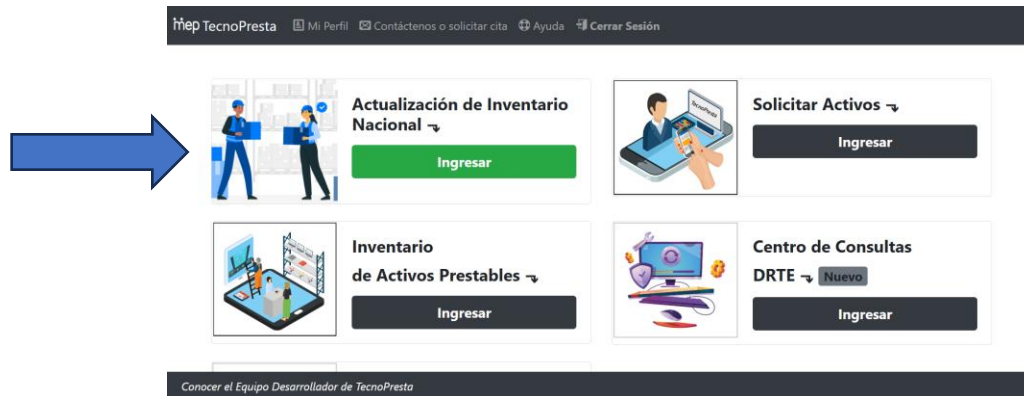 mep TecnoPresta Mi Perfil Contáctenos o solicitar cita Ayuda Cerrar Sesión
Actualización de Inventario
Nacional
Ingresar
TecnoPresta
Solicitar Activos
Ingresar
Inventario
de Activos Prestables
Ingresar
Centro de Consultas
DRTE Nuevo
Ingresar
Conocer el Equipo Desarrollador de TecnoPresta